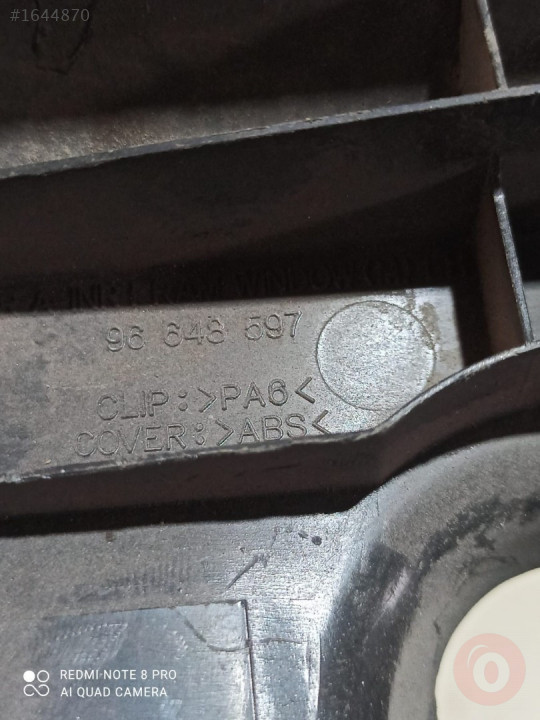 #1644870
96 648 597
CLIP:>PA6<
COVER:>ABS<
REDMI NOTE 8 PRO
AI QUAD CAMERA